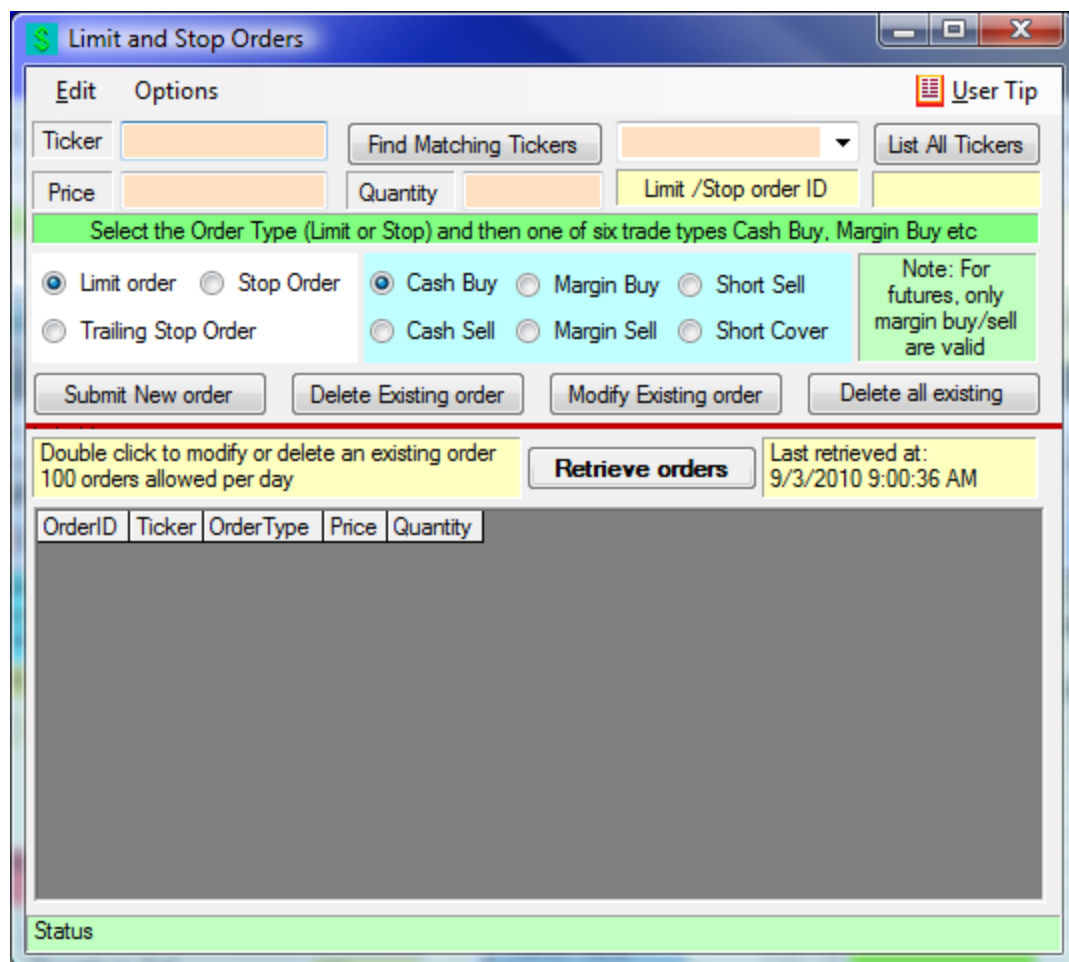 Limit and Stop Orders
Edit Options User Tip
Ticker Find Matching Tickers List All Tickers
Price Quantity Limit /Stop order ID
Select the Order Type (Limit or Stop) and then one of six trade types Cash Buy, Margin Buy etc
Limit order Stop Order Cash Buy Margin Buy Short Sell
Trailing Stop Order Cash Sell Margin Sell Short Cover
Note: For
futures, only
margin buy/sell
are valid
Submit New order Delete Existing order Modify Existing order Delete all existing
Double click to modify or delete an existing order
100 orders allowed per day
Retrieve orders
Last retrieved at:
9/3/2010 9:00:36 AM
OrderID Ticker OrderType Price Quantity
Status